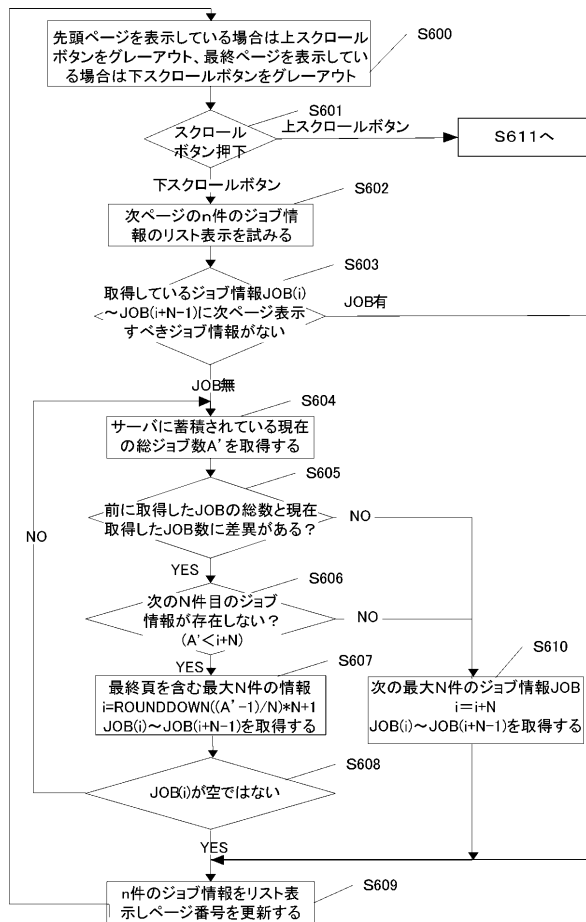 先頭ページを表示している場合は上スクロール
ボタンをグレーアウト、最終ページを表示してい
る場合は下スクロールボタンをグレーアウト
S600
S601
スクロール
ボタン押下
上スクロールボタン
S611へ
下スクロールボタン
S602
次ページのn件のジョブ情
報のリスト表示を試みる
S603
取得しているジョブ情報JOB(i)
～JOB(i+N-1)に次ページ表示
すべきジョブ情報がない
JOB有
JOB無
S604
サーバに蓄積されている現在
の総ジョブ数A'を取得する
S605
前に取得したJOBの総数と現在
取得したJOB数に差異がある？
NO
NO
YES
S606
次のN件目のジョブ
情報が存在しない？
(A'<i+N)
NO
YES
S607
最終頁を含む最大N件の情報
i=ROUNDDOWN((A'-1)/N)*N+1
JOB(i)～JOB(i+N-1)を取得する
S610
次の最大N件のジョブ情報JOB
i=i+N
JOB(i)～JOB(i+N-1)を取得する
S608
JOB(i)が空ではない
YES
S609
n件のジョブ情報をリスト表
示しページ番号を更新する